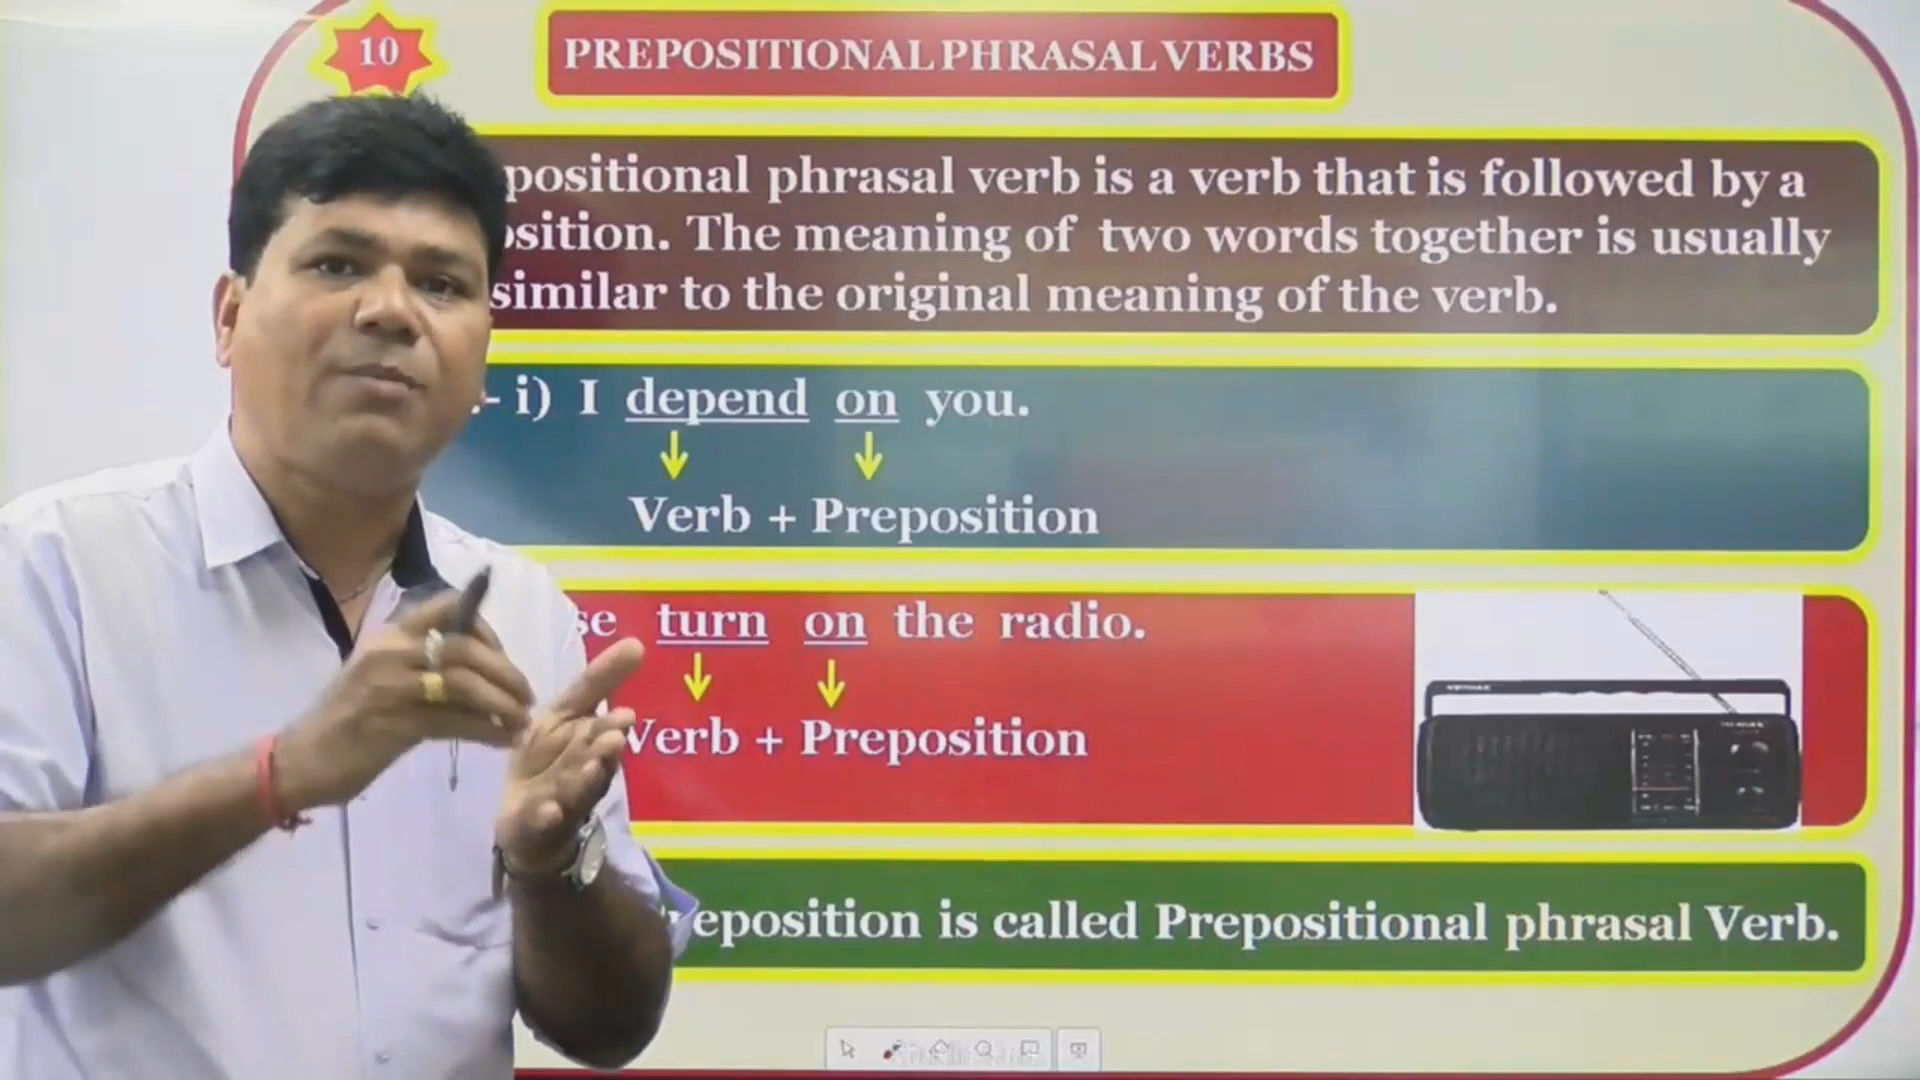 10
PREPOSITIONAL PHRASAL VERBS
positional phrasal verb is a verb that is followed by a
osition. The meaning of two words together is usually
similar to the original meaning of the verb.
- i) I depend on you.
Verb + Preposition
se turn on the radio.
Verb + Preposition
eposition is called Prepositional phrasal Verb.